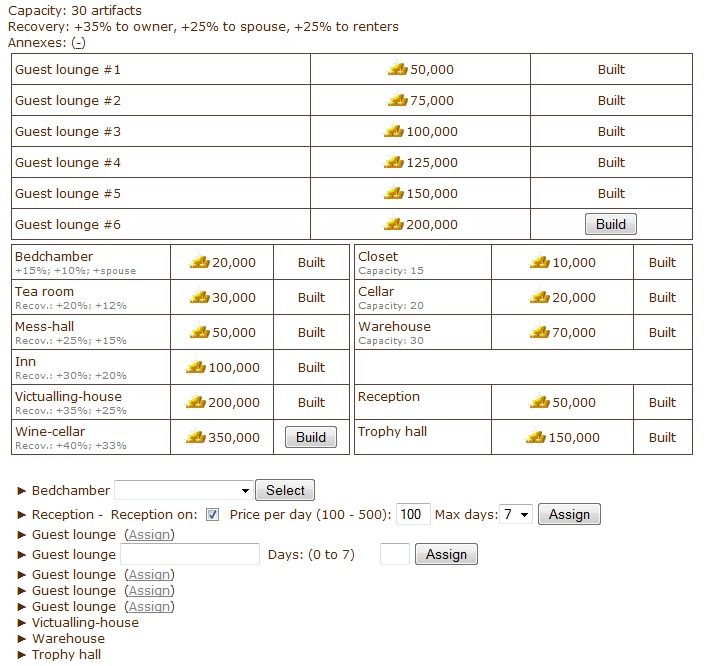 Capacity: 30 artifacts
Recovery: +35% to owner, +25% to spouse, +25% to renters
Annexes: (-)
Guest lounge #1 50,000 Built
Guest lounge #2 75,000 Built
Guest lounge #3 100,000 Built
Guest lounge #4 125,000 Built
Guest lounge #5 150,000 Built
Guest lounge #6 200,000 Build
Bedchamber 20,000 Built Closet 10,000 Built
+15%; +10%; +spouse Capacity: 15
Tea room 30,000 Built Cellar 20,000 Built
Recov.: +20%; +12% Capacity: 20
Mess-hall 50,000 Built Warehouse 70,000 Built
Recov.: +25%; +15% Capacity: 30
Inn 100,000 Built
Recov.: +30%; +20%
Victualling-house 200,000 Built Reception 50,000 Built
Recov.: +35%; +25%
Wine-cellar 350,000 Build Trophy hall 150,000 Built
Recov.: +40%; +33%
► Bedchamber Select
► Reception - Reception on: Price per day (100 - 500): 100 Max days: 7 Assign
► Guest lounge (Assign)
► Guest lounge Days: (0 to 7) Assign
► Guest lounge (Assign)
► Guest lounge (Assign)
► Guest lounge (Assign)
► Victualling-house
► Warehouse
► Trophy hall